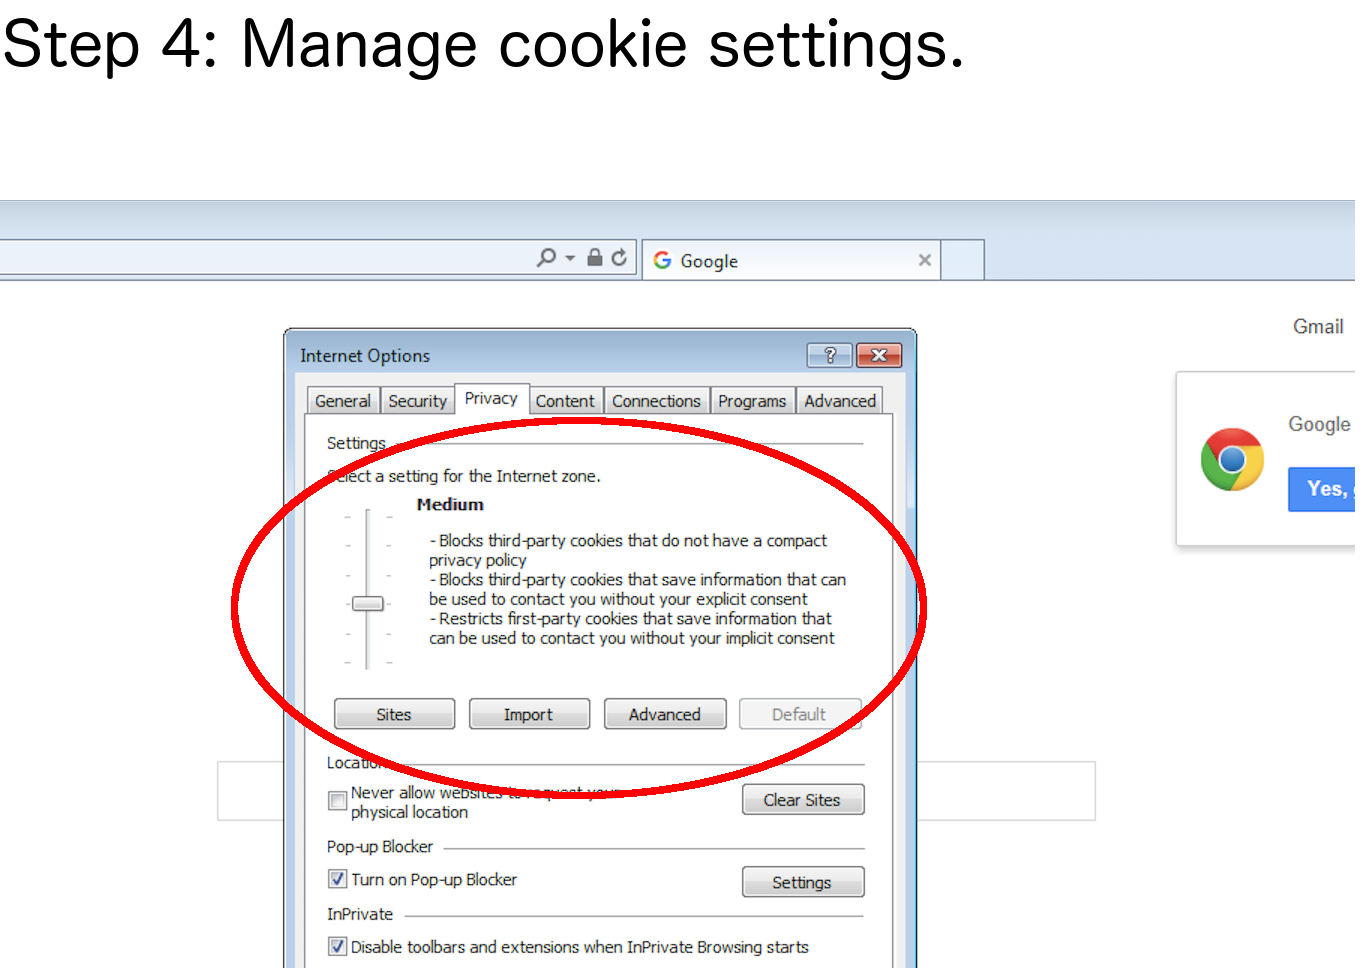 Step 4: Manage cookie settings.
Google
Gmail
Internet Options
General Security Privacy Content Connections Programs Advanced
Google
Yes,
Settings
Select a setting for the Internet zone.
Medium
- Blocks third-party cookies that do not have a compact
privacy policy
- Blocks third-party cookies that save information that can
be used to contact you without your explicit consent
- Restricts first-party cookies that save information that
can be used to contact you without your implicit consent
Sites Import Advanced Default
Location
Never allow websites to request your
physical location
Clear Sites
Pop-up Blocker
Turn on Pop-up Blocker
Settings
InPrivate
Disable toolbars and extensions when InPrivate Browsing starts